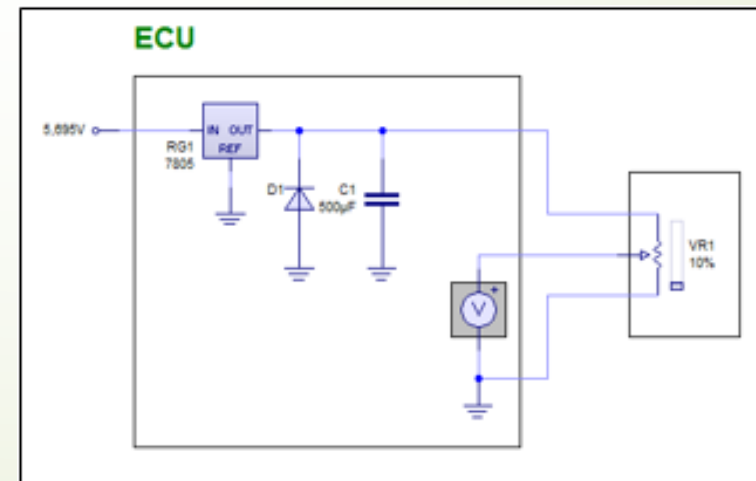 ECU
5,695V
IN OUT
REF
RG1
7805
D1
C1
500µF
V
+
VR1
10%